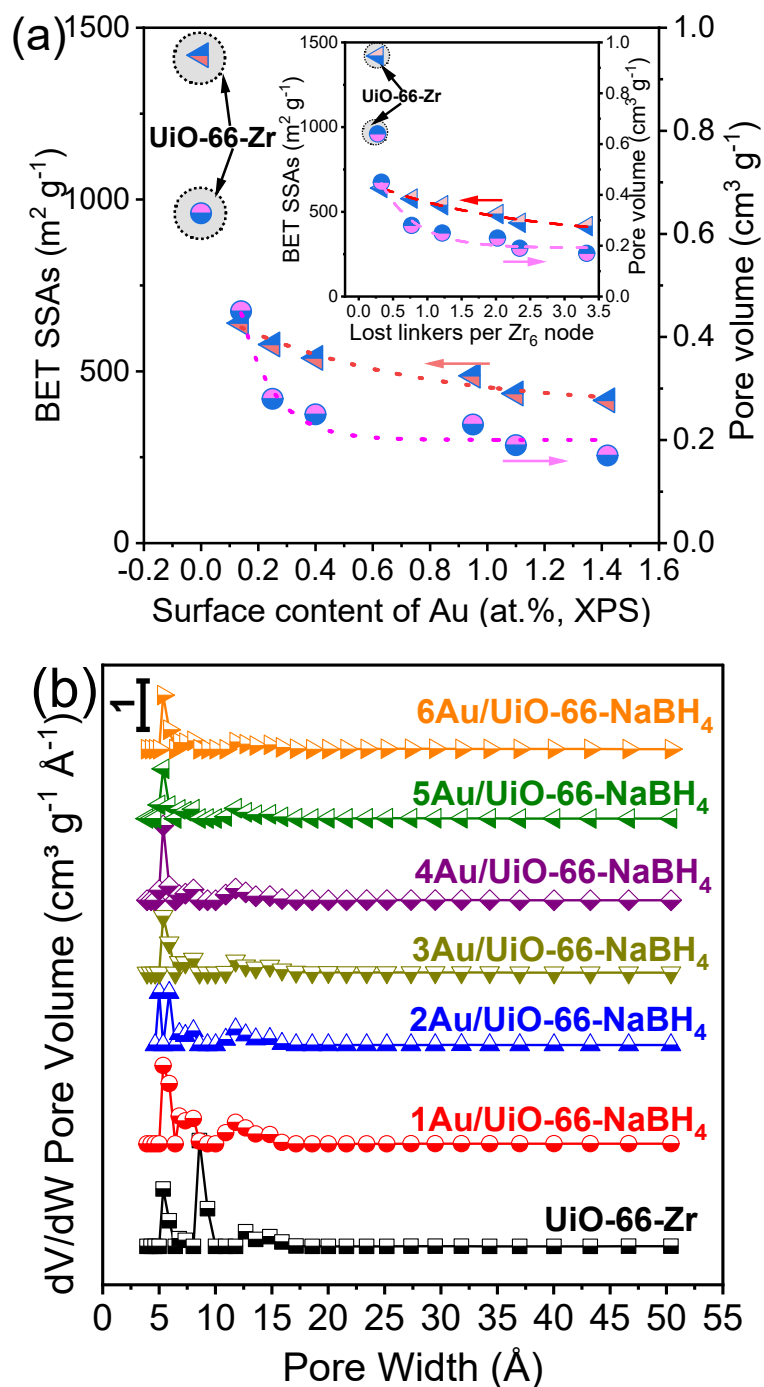 (a)
1500
1000
500
0
BET SSAs (m² g⁻¹)
UiO-66-Zr
1.0
0.8
0.6
0.4
0.2
0.0
Pore volume (cm³ g⁻¹)
-0.2 0.0 0.2 0.4 0.6 0.8 1.0 1.2 1.4 1.6
Surface content of Au (at.%, XPS)
1500
1000
500
0
BET SSAs (m² g⁻¹)
UiO-66-Zr
1.0
0.8
0.6
0.4
0.2
0.0
Pore volume (cm³ g⁻¹)
0.0 0.5 1.0 1.5 2.0 2.5 3.0 3.5
Lost linkers per Zr₆ node
(b)
1
dV/dW Pore Volume (cm³ g⁻¹ Å⁻¹)
6Au/UiO-66-NaBH₄
5Au/UiO-66-NaBH₄
4Au/UiO-66-NaBH₄
3Au/UiO-66-NaBH₄
2Au/UiO-66-NaBH₄
1Au/UiO-66-NaBH₄
UiO-66-Zr
0 5 10 15 20 25 30 35 40 45 50 55
Pore Width (Å)